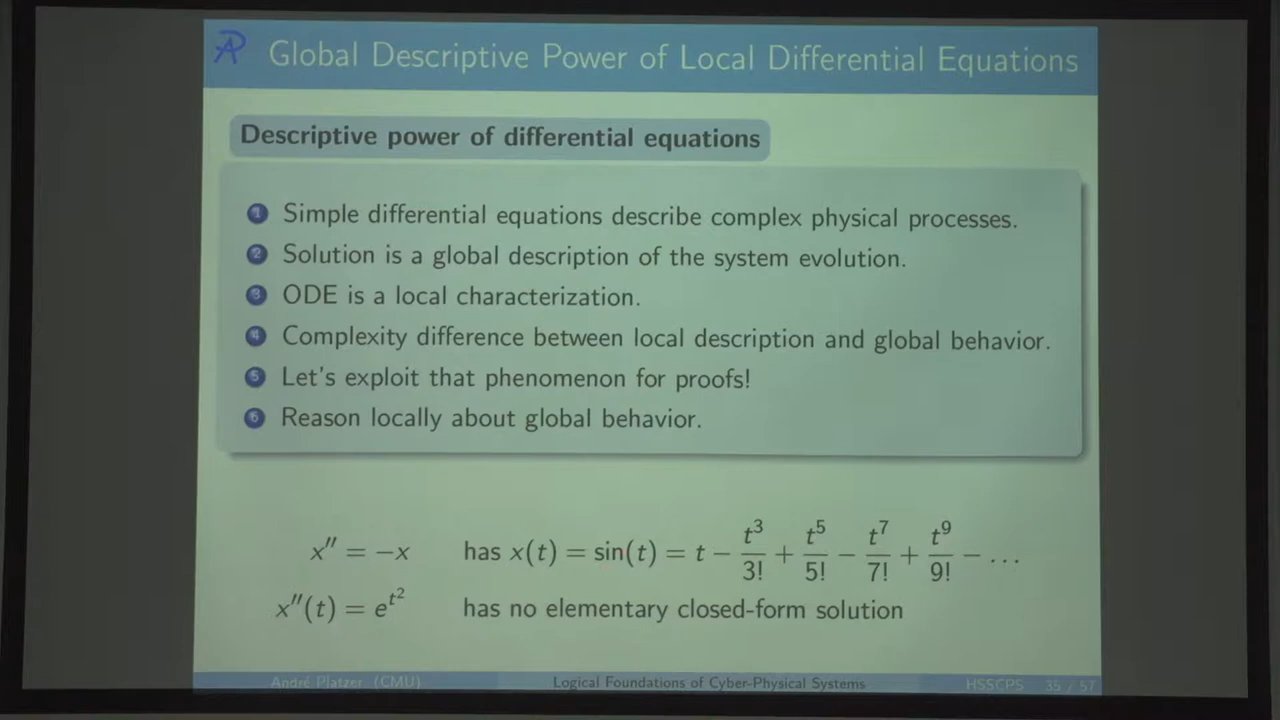 Global Descriptive Power of Local Differential Equations
Descriptive power of differential equations
1 Simple differential equations describe complex physical processes.
2 Solution is a global description of the system evolution.
3 ODE is a local characterization.
4 Complexity difference between local description and global behavior.
5 Let's exploit that phenomenon for proofs!
6 Reason locally about global behavior.
x″ = −x has x(t) = sin(t) = t − t³/3! + t⁵/5! − t⁷/7! + t⁹/9! − …
x″(t) = e^{t²} has no elementary closed-form solution
André Platzer (CMU) Logical Foundations of Cyber-Physical Systems HSSCPS 35 / 57